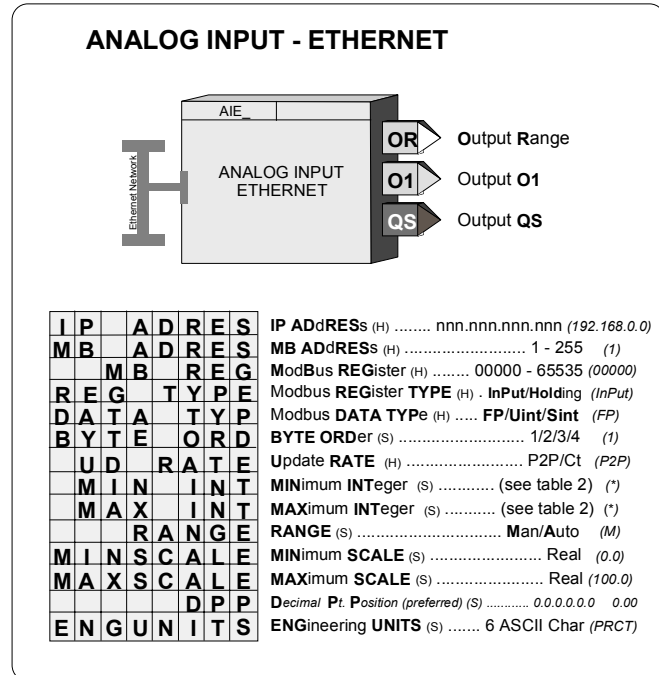 ANALOG INPUT - ETHERNET
AIE_
Ethernet Network
ANALOG INPUT
ETHERNET
OR Output Range
O1 Output O1
QS Output QS
IP ADRES IP ADdRESs (H) ........ nnn.nnn.nnn.nnn (192.168.0.0)
MB ADRES MB ADdRESs (H) ........................ 1 - 255 (1)
MB REG ModBus REGister (H) ........ 00000 - 65535 (00000)
REG TYPE Modbus REGister TYPE (H) . InPut/Holding (InPut)
DATA TYP Modbus DATA TYPe (H) ..... FP/Uint/Sint (FP)
BYTE ORD BYTE ORDer (S) ............................ 1/2/3/4 (1)
UD RATE Update RATE (H) ......................... P2P/Ct (P2P)
MIN INT MINimum INTeger (S) ............ (see table 2) (*)
MAX INT MAXimum INTeger (S) ........... (see table 2) (*)
RANGE RANGE (S) ................................. Man/Auto (M)
MINSCALE MINimum SCALE (S) ........................ Real (0.0)
MAXSCALE MAXimum SCALE (S) ....................... Real (100.0)
DPP Decimal Pt. Position (preferred) (S) ............ 0.0.0.0.0.0 0.00
ENGUNITS ENGineering UNITS (S) ....... 6 ASCII Char (PRCT)